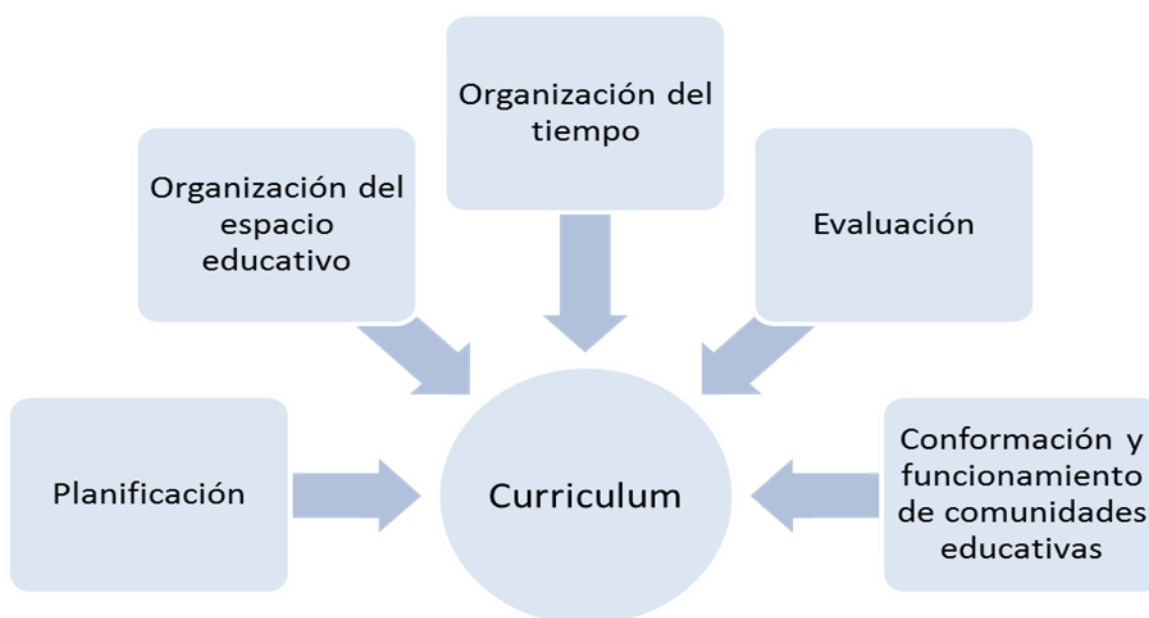 Organización del
tiempo
Organización del
espacio
educativo
Evaluación
Planificación
Curriculum
Conformación y
funcionamiento
de comunidades
educativas